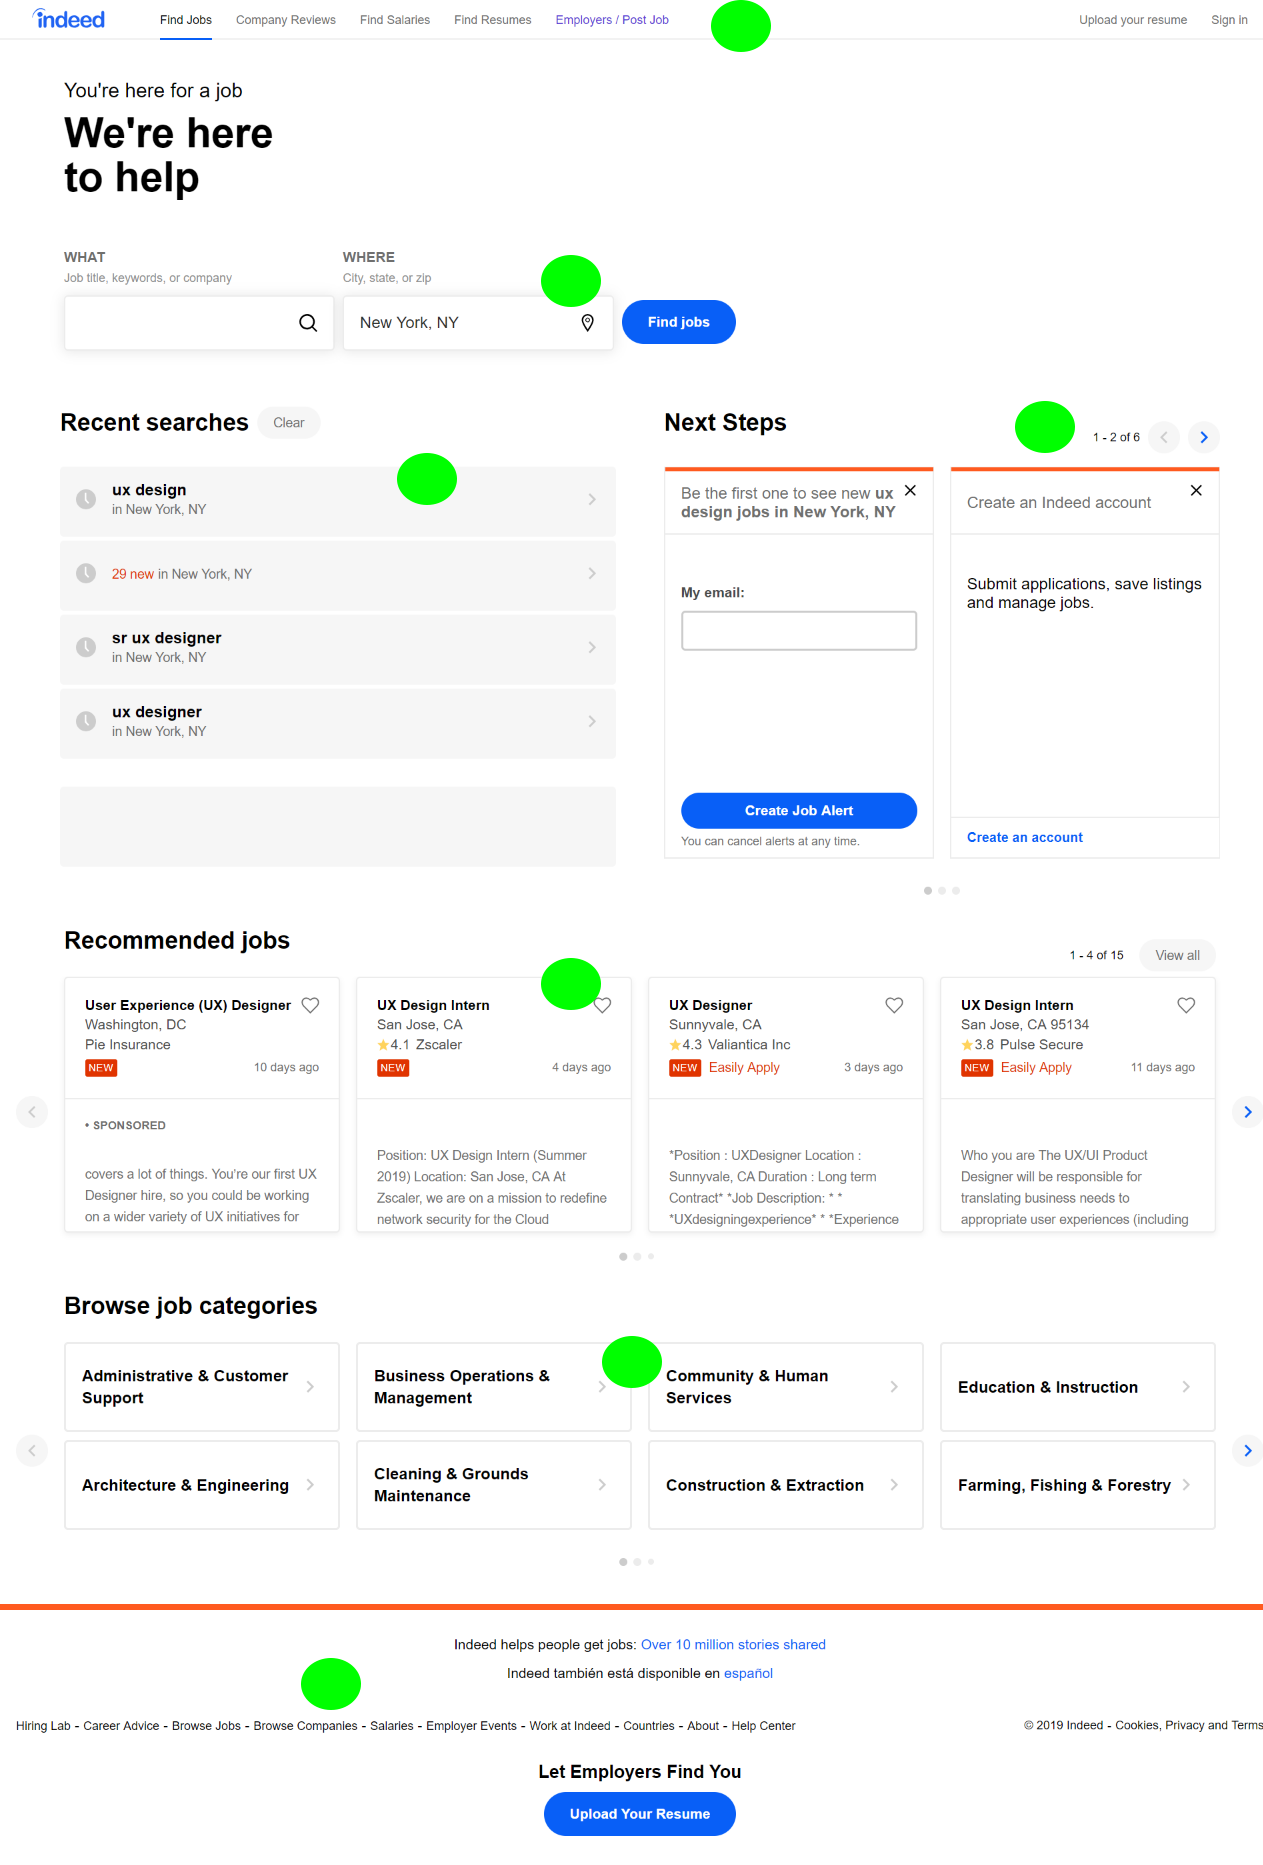 indeed
Find Jobs
Company Reviews
Find Salaries
Find Resumes
Employers / Post Job
Upload your resume
Sign in
You're here for a job
We're here
to help
WHAT
Job title, keywords, or company
WHERE
City, state, or zip
New York, NY
Find jobs
Recent searches
Clear
ux design
in New York, NY
29 new in New York, NY
sr ux designer
in New York, NY
ux designer
in New York, NY
Next Steps
1 - 2 of 6
Be the first one to see new ux
design jobs in New York, NY
My email:
Create Job Alert
You can cancel alerts at any time.
Create an Indeed account
Submit applications, save listings
and manage jobs.
Create an account
Recommended jobs
1 - 4 of 15
View all
User Experience (UX) Designer
Washington, DC
Pie Insurance
NEW
10 days ago
• SPONSORED
covers a lot of things. You're our first UX
Designer hire, so you could be working
on a wider variety of UX initiatives for
UX Design Intern
San Jose, CA
4.1 Zscaler
NEW
4 days ago
Position: UX Design Intern (Summer
2019) Location: San Jose, CA At
Zscaler, we are on a mission to redefine
network security for the Cloud
UX Designer
Sunnyvale, CA
4.3 Valiantica Inc
NEW Easily Apply
3 days ago
*Position : UXDesigner Location :
Sunnyvale, CA Duration : Long term
Contract* *Job Description: * *
*UXdesigningexperience* * *Experience
UX Design Intern
San Jose, CA 95134
3.8 Pulse Secure
NEW Easily Apply
11 days ago
Who you are The UX/UI Product
Designer will be responsible for
translating business needs to
appropriate user experiences (including
Browse job categories
Administrative & Customer
Support
Business Operations &
Management
Community & Human
Services
Education & Instruction
Architecture & Engineering
Cleaning & Grounds
Maintenance
Construction & Extraction
Farming, Fishing & Forestry
Indeed helps people get jobs: Over 10 million stories shared
Indeed también está disponible en español
Hiring Lab - Career Advice - Browse Jobs - Browse Companies - Salaries - Employer Events - Work at Indeed - Countries - About - Help Center
© 2019 Indeed - Cookies, Privacy and Terms
Let Employers Find You
Upload Your Resume